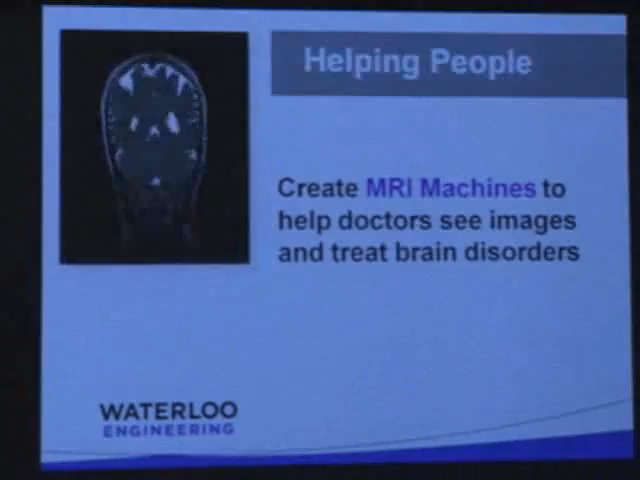 Helping People
Create MRI Machines to
help doctors see images
and treat brain disorders
WATERLOO
ENGINEERING